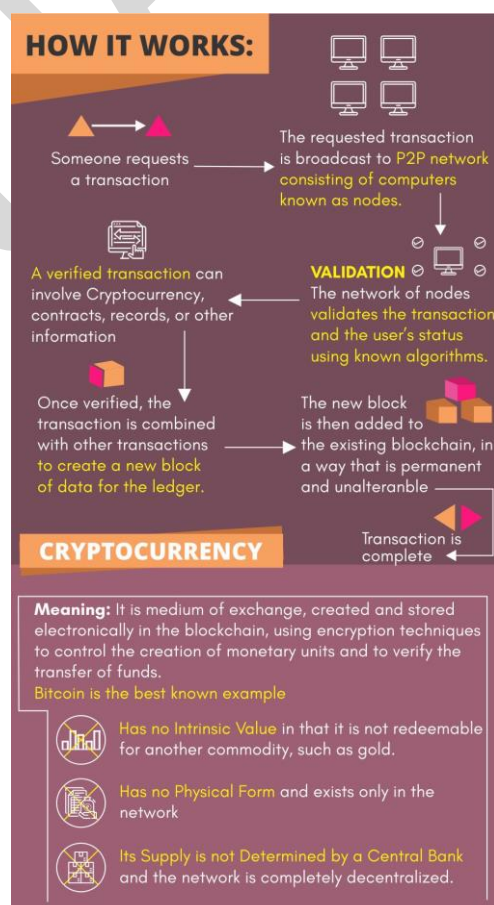 HOW IT WORKS:
Someone requests
a transaction
The requested transaction
is broadcast to P2P network
consisting of computers
known as nodes.
VALIDATION
The network of nodes
validates the transaction
and the user's status
using known algorithms.
A verified transaction can
involve Cryptocurrency,
contracts, records, or other
information
Once verified, the
transaction is combined
with other transactions
to create a new block
of data for the ledger.
The new block
is then added to
the existing blockchain, in
a way that is permanent
and unalteranble
Transaction is
complete
CRYPTOCURRENCY
Meaning: It is medium of exchange, created and stored
electronically in the blockchain, using encryption techniques
to control the creation of monetary units and to verify the
transfer of funds.
Bitcoin is the best known example
Has no Intrinsic Value in that it is not redeemable
for another commodity, such as gold.
Has no Physical Form and exists only in the
network
Its Supply is not Determined by a Central Bank
and the network is completely decentralized.